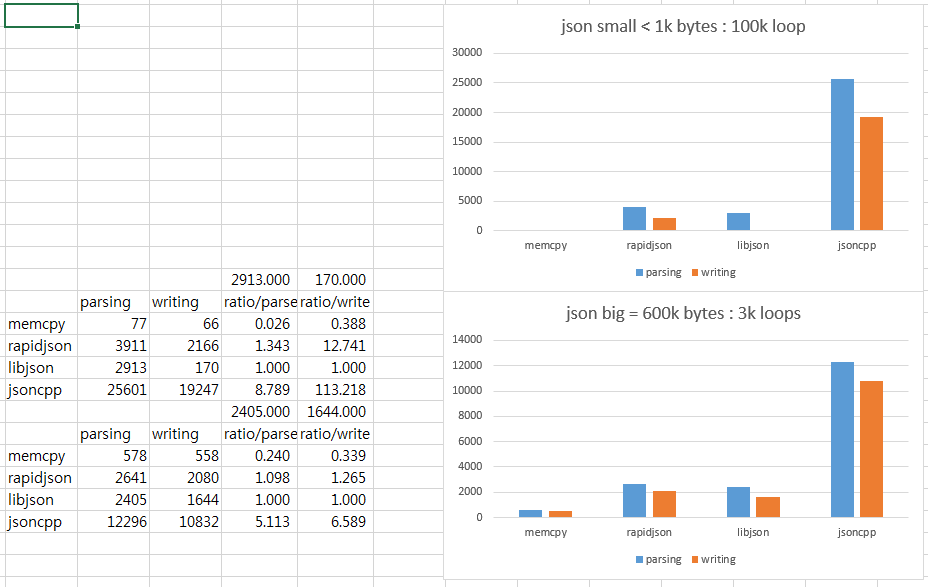 2913.000 170.000
parsing writing ratio/parse ratio/write
memcpy 77 66 0.026 0.388
rapidjson 3911 2166 1.343 12.741
libjson 2913 170 1.000 1.000
jsoncpp 25601 19247 8.789 113.218
2405.000 1644.000
parsing writing ratio/parse ratio/write
memcpy 578 558 0.240 0.339
rapidjson 2641 2080 1.098 1.265
libjson 2405 1644 1.000 1.000
jsoncpp 12296 10832 5.113 6.589
json small < 1k bytes : 100k loop
30000
25000
20000
15000
10000
5000
0
memcpy rapidjson libjson jsoncpp
parsing writing
json big = 600k bytes : 3k loops
14000
12000
10000
8000
6000
4000
2000
0
memcpy rapidjson libjson jsoncpp
parsing writing